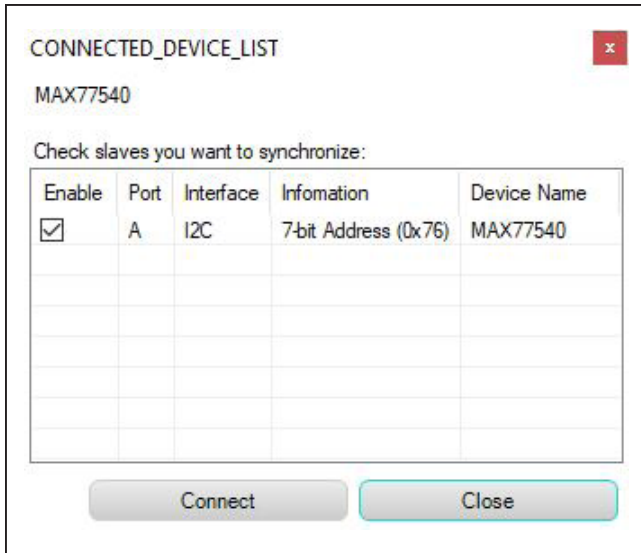 CONNECTED_DEVICE_LIST
x
MAX77540
Check slaves you want to synchronize:
Enable Port Interface Infomation Device Name
A I2C 7-bit Address (0x76) MAX77540
Connect Close